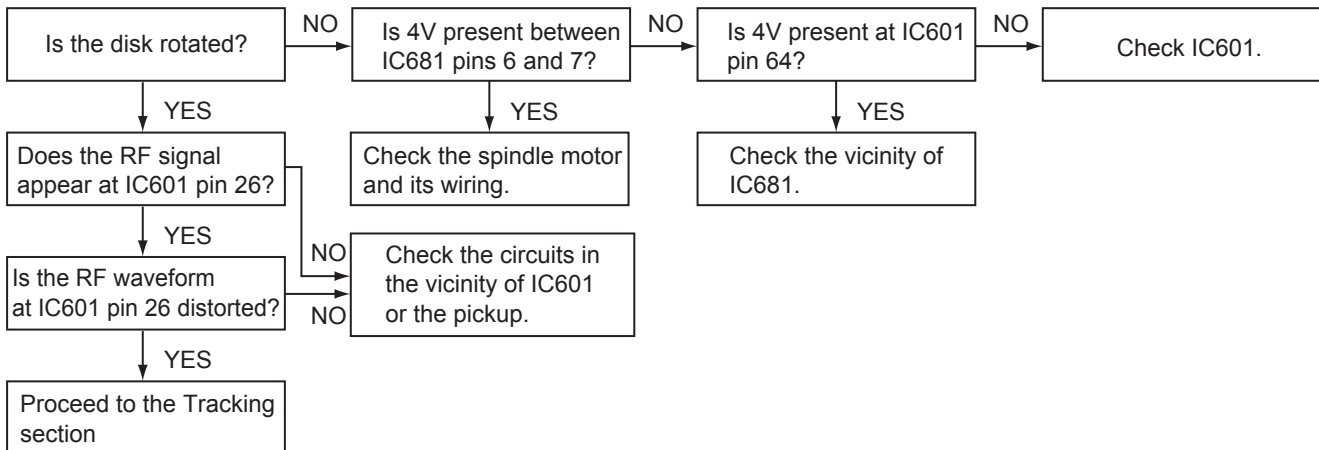 Is the disk rotated?
NO
Is 4V present between
IC681 pins 6 and 7?
NO
Is 4V present at IC601
pin 64?
NO
Check IC601.
YES
YES
YES
Does the RF signal
appear at IC601 pin 26?
Check the spindle motor
and its wiring.
Check the vicinity of
IC681.
YES
NO
Is the RF waveform
at IC601 pin 26 distorted?
NO
Check the circuits in
the vicinity of IC601
or the pickup.
YES
Proceed to the Tracking
section